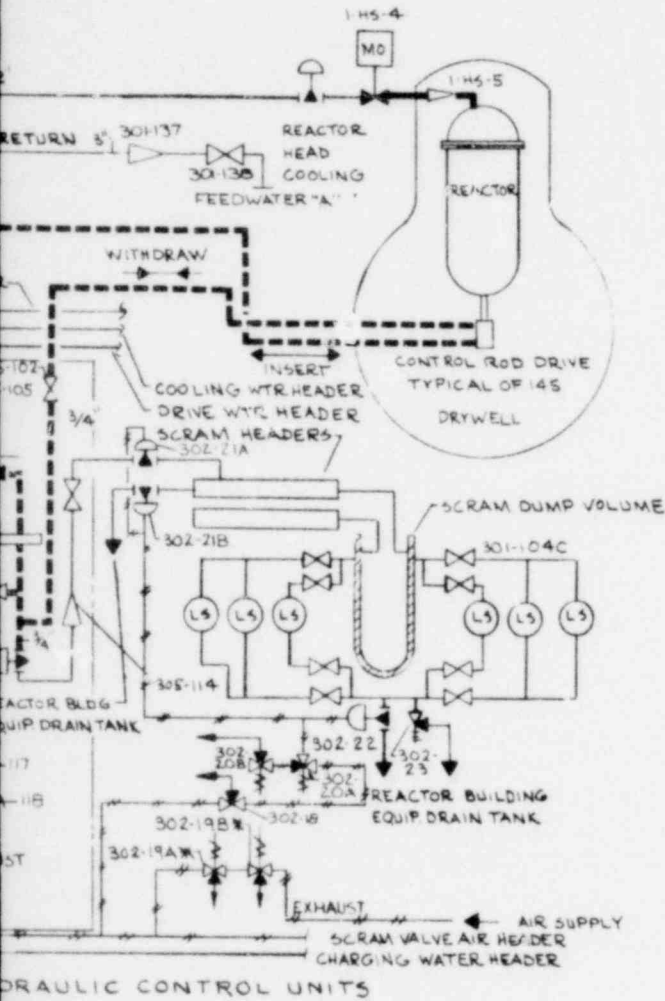 1-HS-4
M.O
1-HS-5
RETURN 3"
301-137
301-138
REACTOR
HEAD
COOLING
FEEDWATER "A"
REACTOR
WITHDRAW
INSERT
CONTROL ROD DRIVE
TYPICAL OF 145
DRYWELL
-102
-105
COOLING WTR HEADER
DRIVE WTR HEADER
3/4"
SCRAM HEADERS
302-21A
302-21B
SCRAM DUMP VOLUME
301-104C
LS
LS
LS
LS
LS
LS
3/4
305-114
EACTOR BLDG
QUIP. DRAIN TANK
-117
-118
302-22
302-
23
302-
20B
302-
20A
REACTOR BUILDING
EQUIP. DRAIN TANK
302-18
302-19B
302-19A
ST
EXHAUST
AIR SUPPLY
SCRAM VALVE AIR HEADER
CHARGING WATER HEADER
DRAULIC CONTROL UNITS